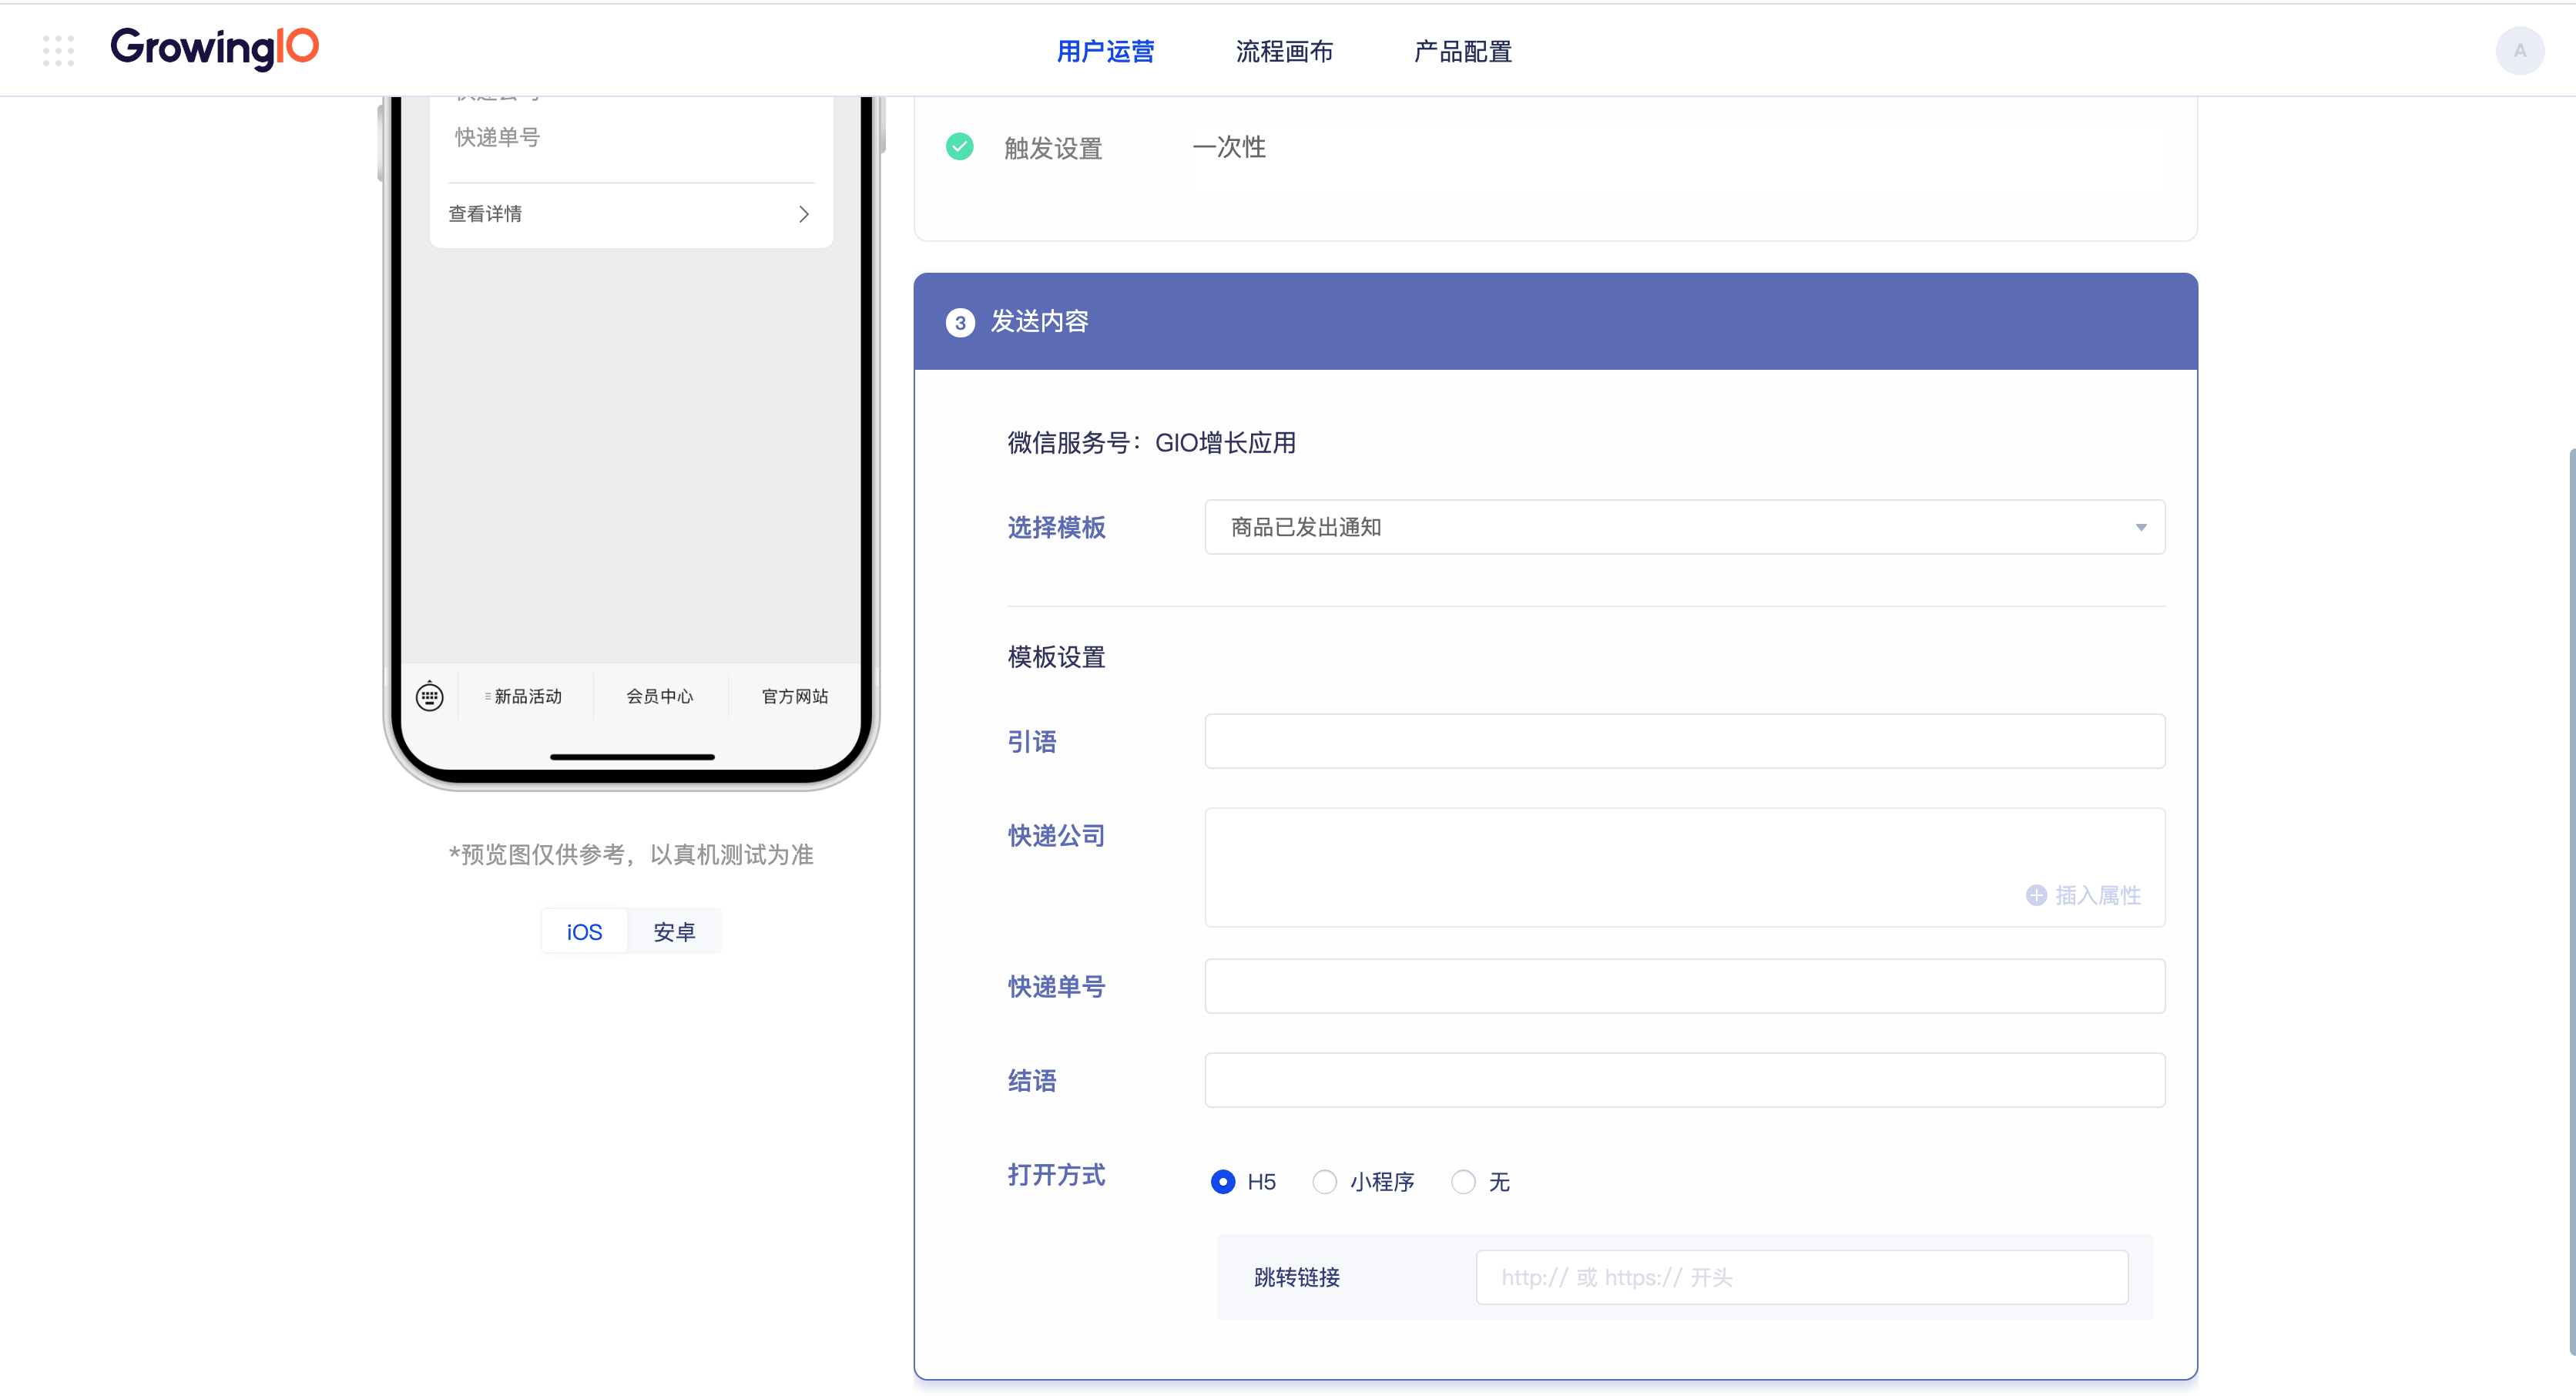 GrowingIO
用户运营
流程画布
产品配置
A
快递公司
快递单号
查看详情
新品活动
会员中心
官方网站
*预览图仅供参考，以真机测试为准
iOS
安卓
触发设置
一次性
3 发送内容
微信服务号：GIO增长应用
选择模板
商品已发出通知
模板设置
引语
快递公司
插入属性
快递单号
结语
打开方式
H5
小程序
无
跳转链接
http:// 或 https:// 开头